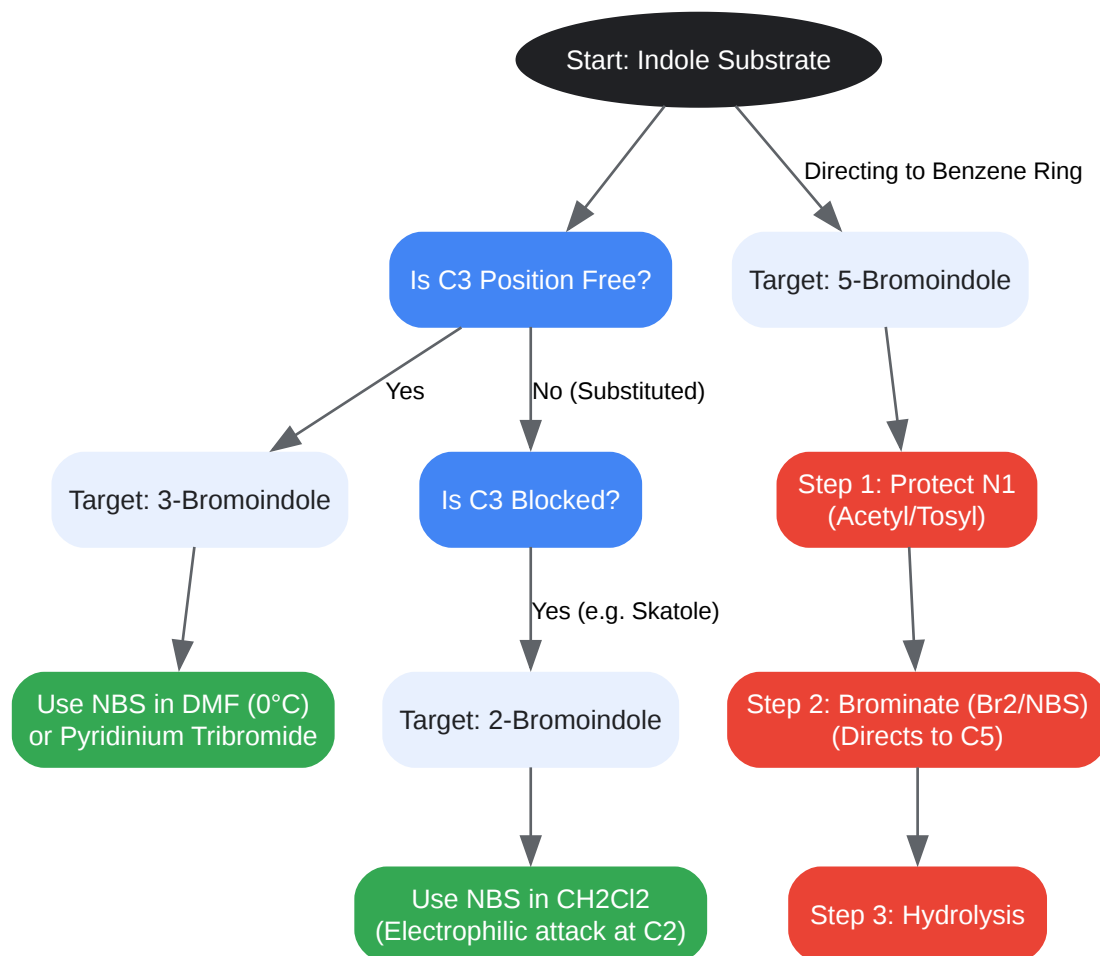 Start: Indole Substrate
Directing to Benzene Ring
Is C3 Position Free?
Target: 5-Bromoindole
Yes
No (Substituted)
Target: 3-Bromoindole
Is C3 Blocked?
Step 1: Protect N1
(Acetyl/Tosyl)
Yes (e.g. Skatole)
Use NBS in DMF (0°C)
or Pyridinium Tribromide
Target: 2-Bromoindole
Step 2: Brominate (Br2/NBS)
(Directs to C5)
Use NBS in CH2Cl2
(Electrophilic attack at C2)
Step 3: Hydrolysis